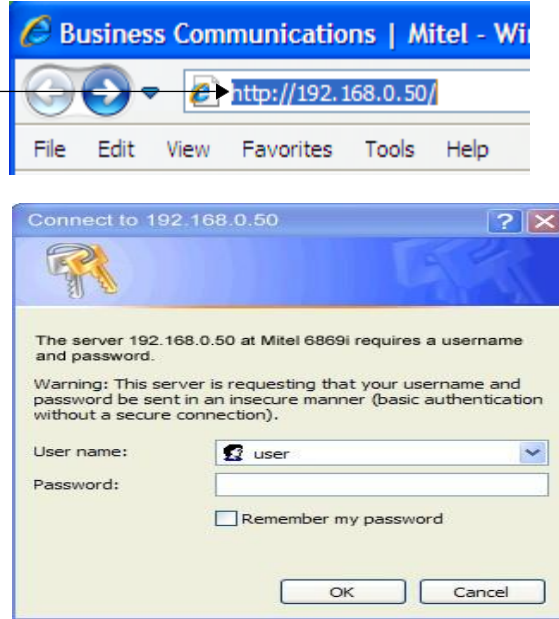 Business Communications | Mitel - Wi
http://192.168.0.50/
File Edit View Favorites Tools Help
Connect to 192.168.0.50
The server 192.168.0.50 at Mitel 6869i requires a username
and password.
Warning: This server is requesting that your username and
password be sent in an insecure manner (basic authentication
without a secure connection).
User name:
user
Password:
Remember my password
OK Cancel